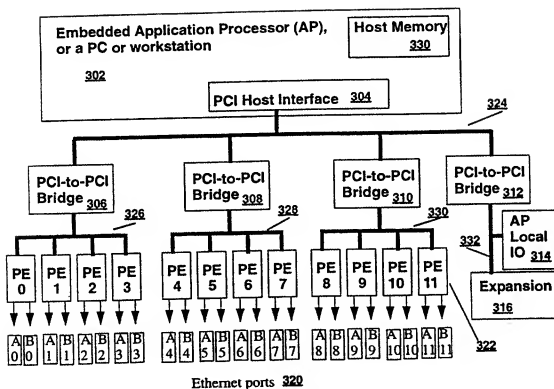 Embedded Application Processor (AP),
or a PC or workstation
302
Host Memory
330
PCI Host Interface 304
324
PCI-to-PCI
Bridge
306
PCI-to-PCI
Bridge 308
PCI-to-PCI
Bridge 310
PCI-to-PCI
Bridge 312
326
328
330
332
AP
Local
IO 314
Expansion
316
PE
0
PE
1
PE
2
PE
3
PE
4
PE
5
PE
6
PE
7
PE
8
PE
9
PE
10
PE
11
322
A B A B A B A B A B A B A B A B A B A B A B A B
0 0 1 1 2 2 3 3 4 4 5 5 6 6 7 7 8 8 9 9 10 10 11 11
Ethernet ports 320